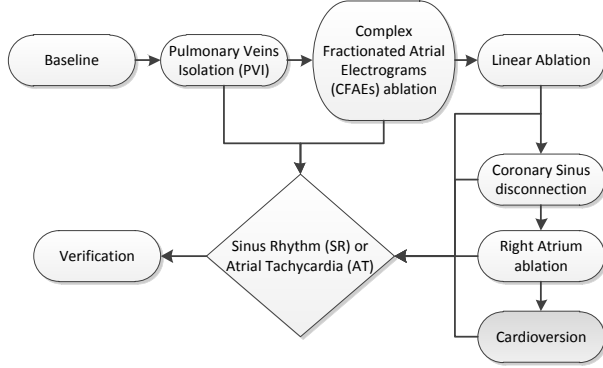 Baseline
Pulmonary Veins
Isolation (PVI)
Complex
Fractionated Atrial
Electrograms
(CFAEs) ablation
Linear Ablation
Coronary Sinus
disconnection
Verification
Sinus Rhythm (SR) or
Atrial Tachycardia (AT)
Right Atrium
ablation
Cardioversion